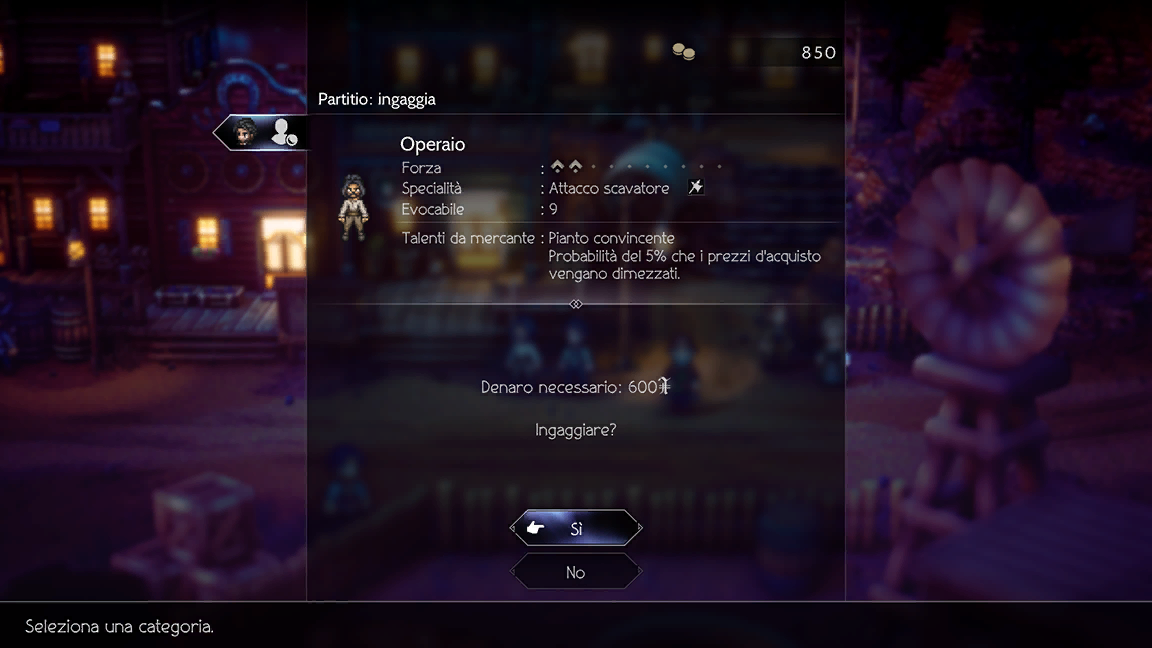 850
Partitio: ingaggia
Operaio
Forza :
Specialità : Attacco scavatore
Evocabile : 9
Talenti da mercante : Pianto convincente
Probabilità del 5% che i prezzi d'acquisto
vengano dimezzati.
Denaro necessario: 600
Ingaggiare?
Sì
No
Seleziona una categoria.